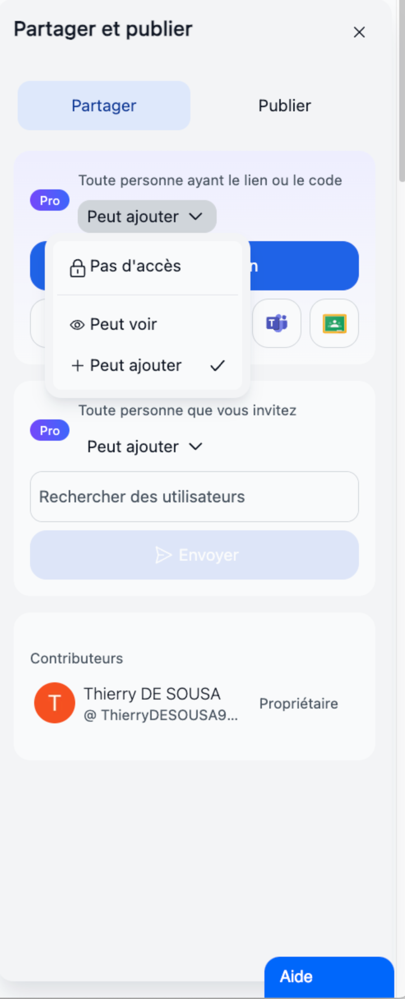 Partager et publier
Partager
Publier
Toute personne ayant le lien ou le code
Pro
Peut ajouter
Pas d'accès
Peut voir
Peut ajouter
Toute personne que vous invitez
Pro
Peut ajouter
Rechercher des utilisateurs
Envoyer
Contributeurs
T
Thierry DE SOUSA
@ ThierryDESOUSA9...
Propriétaire
Aide